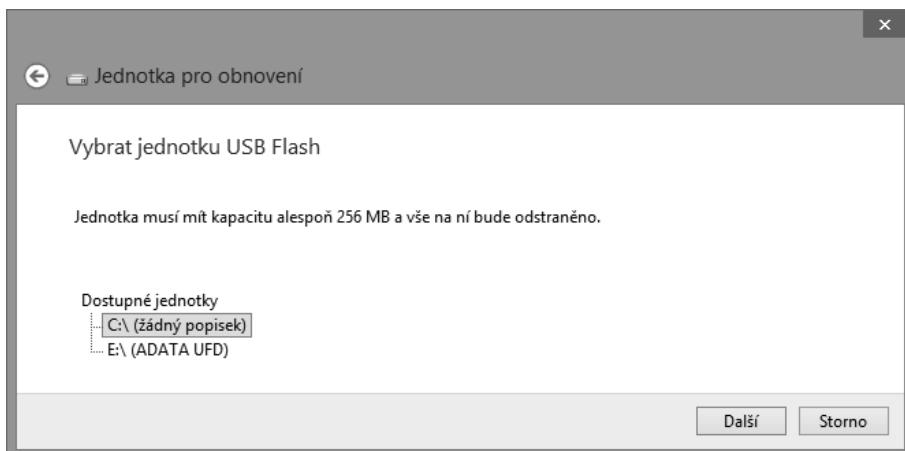 Jednotka pro obnovení
Vybrat jednotku USB Flash
Jednotka musí mít kapacitu alespoň 256 MB a vše na ní bude odstraněno.
Dostupné jednotky
C:\ (žádný popisek)
E:\ (ADATA UFD)
Další Storno